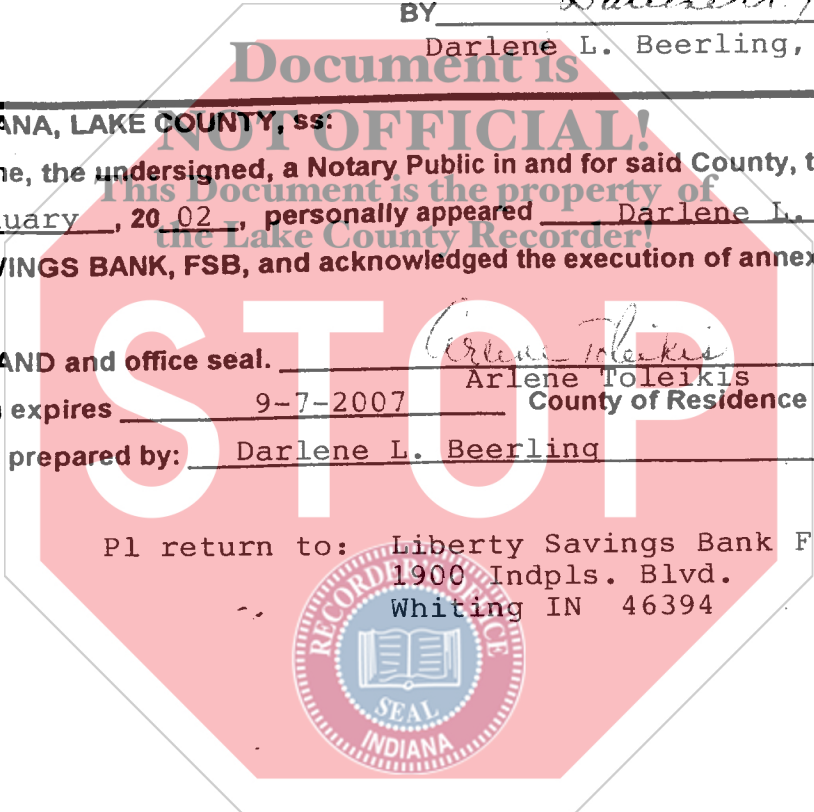 BY
Darlene L. Beerling,
Document is
ANA, LAKE COUNTY, ss:
NOT OFFICIAL!
ne, the undersigned, a Notary Public in and for said County, t
This Document is the property of
uary, 20 02, personally appeared Darlene L.
the Lake County Recorder!
VINGS BANK, FSB, and acknowledged the execution of annex
STOP
AND and office seal. Arlene Toleikis
Arlene Toleikis
expires 9-7-2007 County of Residence
prepared by: Darlene L. Beerling
Pl return to: Liberty Savings Bank F
1900 Indpls. Blvd.
Whiting IN 46394
RECORDER'S OFFICE
SEAL
INDIANA